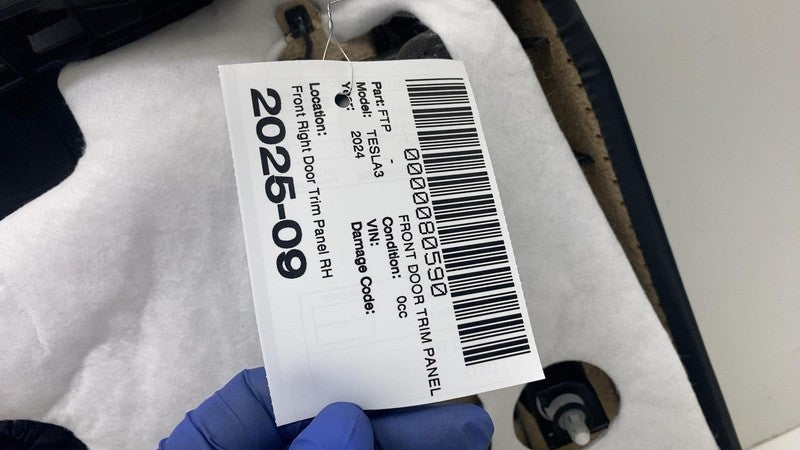 0000080590
Part: FTP - FRONT DOOR TRIM PANEL
Model: TESLA3 Condition: 0cc
Year: 2024 VIN:
Damage Code:
Location:
Front Right Door Trim Panel RH
2025-09